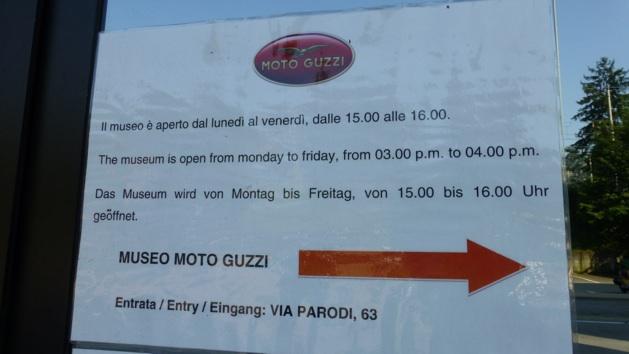 MOTO GUZZI
Il museo è aperto dal lunedì al venerdì, dalle 15.00 alle 16.00.
The museum is open from monday to friday, from 03.00 p.m. to 04.00 p.m.
Das Museum wird von Montag bis Freitag, von 15.00 bis 16.00 Uhr
geöffnet.
MUSEO MOTO GUZZI
Entrata / Entry / Eingang: VIA PARODI, 63